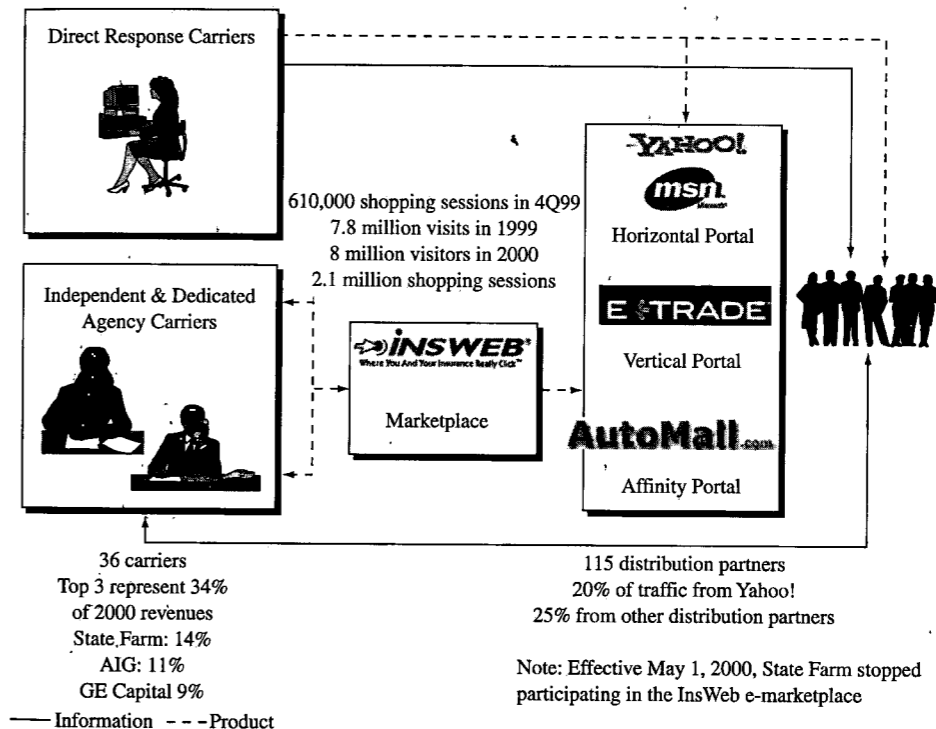 Direct Response Carriers
YAHOO!
msn
Microsoft
Horizontal Portal
610,000 shopping sessions in 4Q99
7.8 million visits in 1999
8 million visitors in 2000
2.1 million shopping sessions
Independent & Dedicated
Agency Carriers
INSWEB®
Where You And Your Insurance Really Click™
Marketplace
E*TRADE
Vertical Portal
AutoMall.com
Affinity Portal
36 carriers
Top 3 represent 34%
of 2000 revenues
State Farm: 14%
AIG: 11%
GE Capital 9%
115 distribution partners
20% of traffic from Yahoo!
25% from other distribution partners
Note: Effective May 1, 2000, State Farm stopped
participating in the InsWeb e-marketplace
Information Product